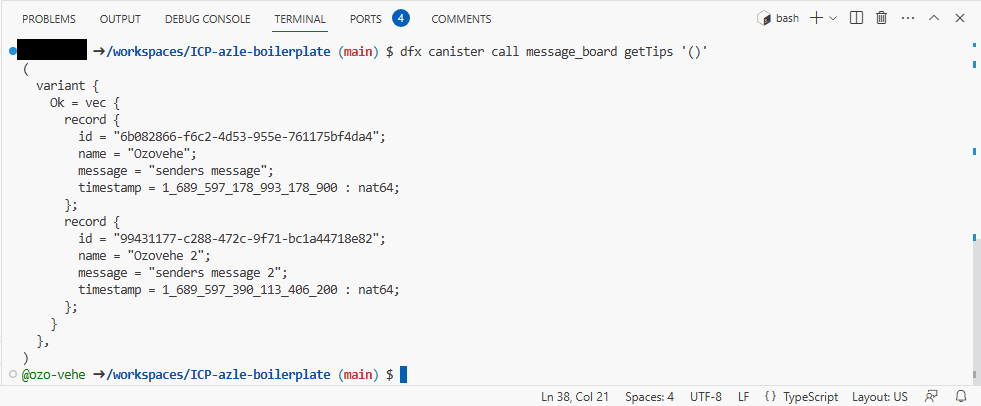 PROBLEMS OUTPUT DEBUG CONSOLE TERMINAL PORTS 4 COMMENTS bash
→/workspaces/ICP-azle-boilerplate (main) $ dfx canister call message_board getTips '()'
(
  variant {
    Ok = vec {
      record {
        id = "6b082866-f6c2-4d53-955e-761175bf4da4";
        name = "Ozovehe";
        message = "senders message";
        timestamp = 1_689_597_178_993_178_900 : nat64;
      };
      record {
        id = "99431177-c288-472c-9f71-bc1a44718e82";
        name = "Ozovehe 2";
        message = "senders message 2";
        timestamp = 1_689_597_390_113_406_200 : nat64;
      };
    }
  },
)
@ozo-vehe →/workspaces/ICP-azle-boilerplate (main) $
Ln 38, Col 21 Spaces: 4 UTF-8 LF {} TypeScript Layout: US